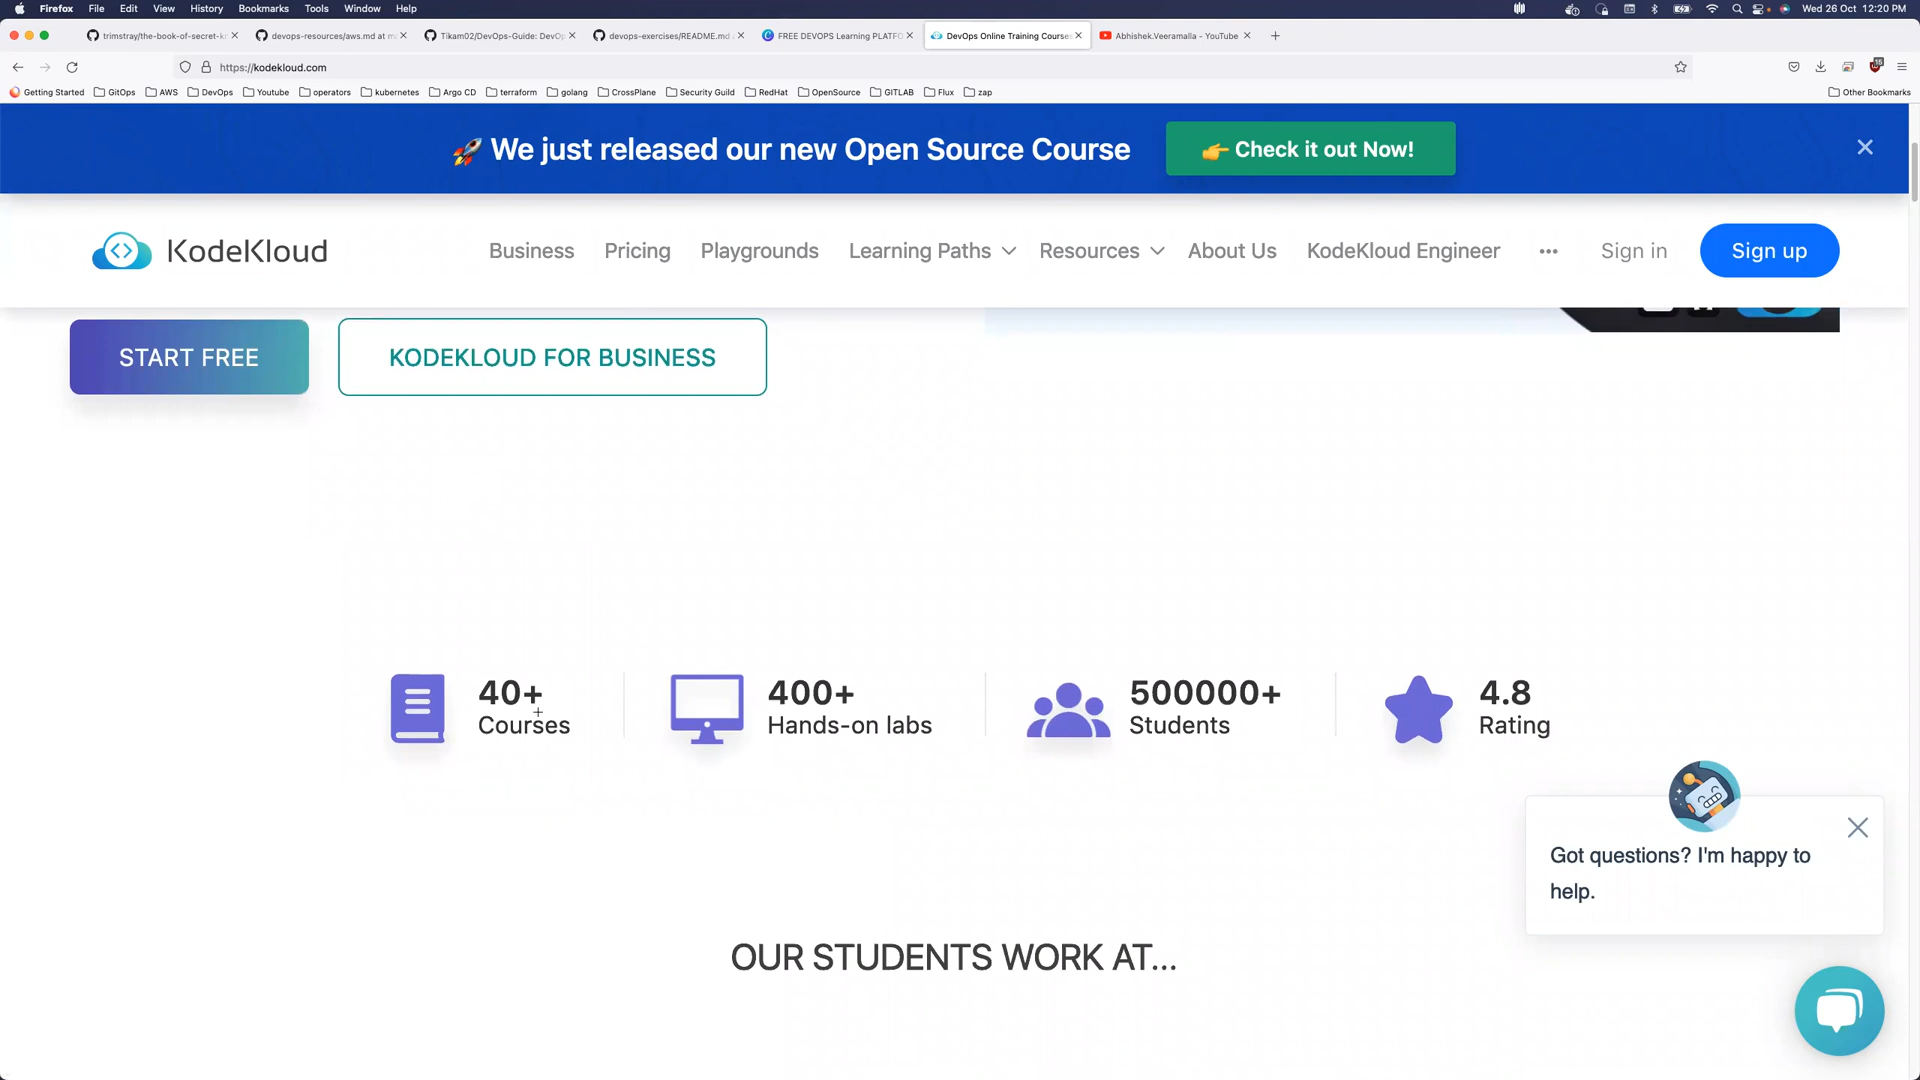 Firefox File Edit View History Bookmarks Tools Window Help Wed 26 Oct 12:20 PM
trimstray/the-book-of-secret-k devops-resources/aws.md at m Tikam02/DevOps-Guide: DevOp devops-exercises/README.md FREE DEVOPS Learning PLATFO DevOps Online Training Course Abhishek.Veeramalla - YouTube
https://kodekloud.com
15
Getting Started GitOps AWS DevOps Youtube operators kubernetes Argo CD terraform golang CrossPlane Security Guild RedHat OpenSource GITLAB Flux zap Other Bookmarks
We just released our new Open Source Course Check it out Now!
KodeKloud Business Pricing Playgrounds Learning Paths Resources About Us KodeKloud Engineer ••• Sign in Sign up
START FREE KODEKLOUD FOR BUSINESS
40+ 400+ 500000+ 4.8
Courses Hands-on labs Students Rating
Got questions? I'm happy to
help.
OUR STUDENTS WORK AT...